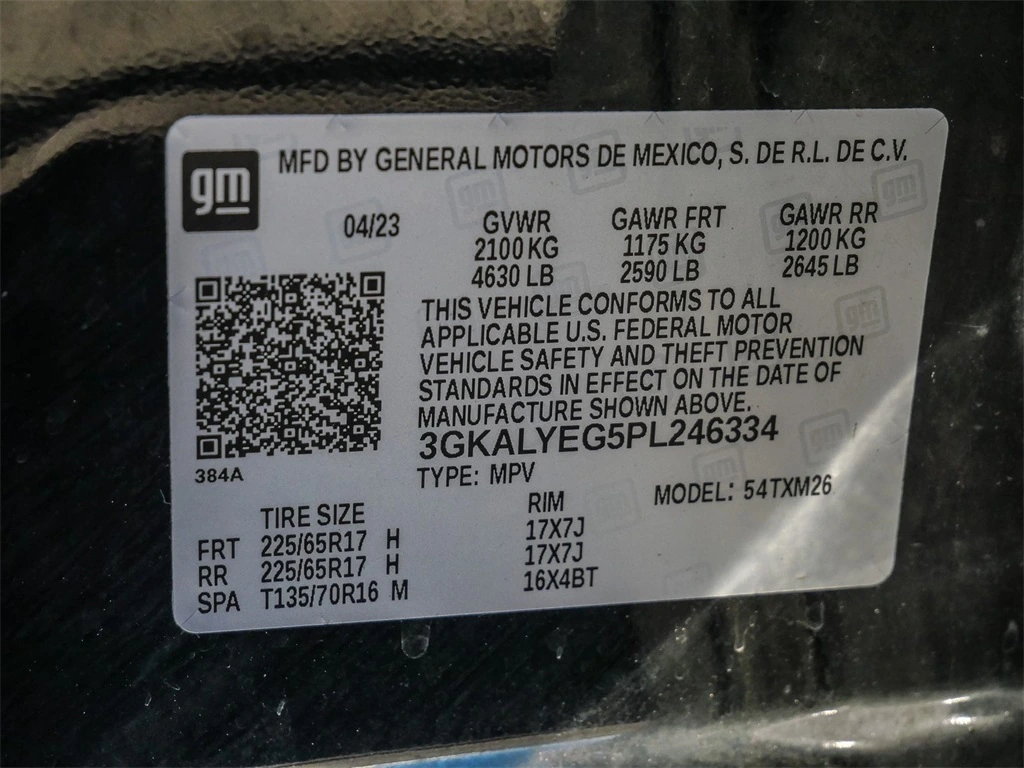 gm
MFD BY GENERAL MOTORS DE MEXICO, S. DE R.L. DE C.V.
04/23
GVWR GAWR FRT GAWR RR
2100 KG 1175 KG 1200 KG
4630 LB 2590 LB 2645 LB
THIS VEHICLE CONFORMS TO ALL
APPLICABLE U.S. FEDERAL MOTOR
VEHICLE SAFETY AND THEFT PREVENTION
STANDARDS IN EFFECT ON THE DATE OF
MANUFACTURE SHOWN ABOVE.
3GKALYEG5PL246334
384A
TYPE: MPV MODEL: 54TXM26
TIRE SIZE RIM
FRT 225/65R17 H 17X7J
RR 225/65R17 H 17X7J
SPA T135/70R16 M 16X4BT